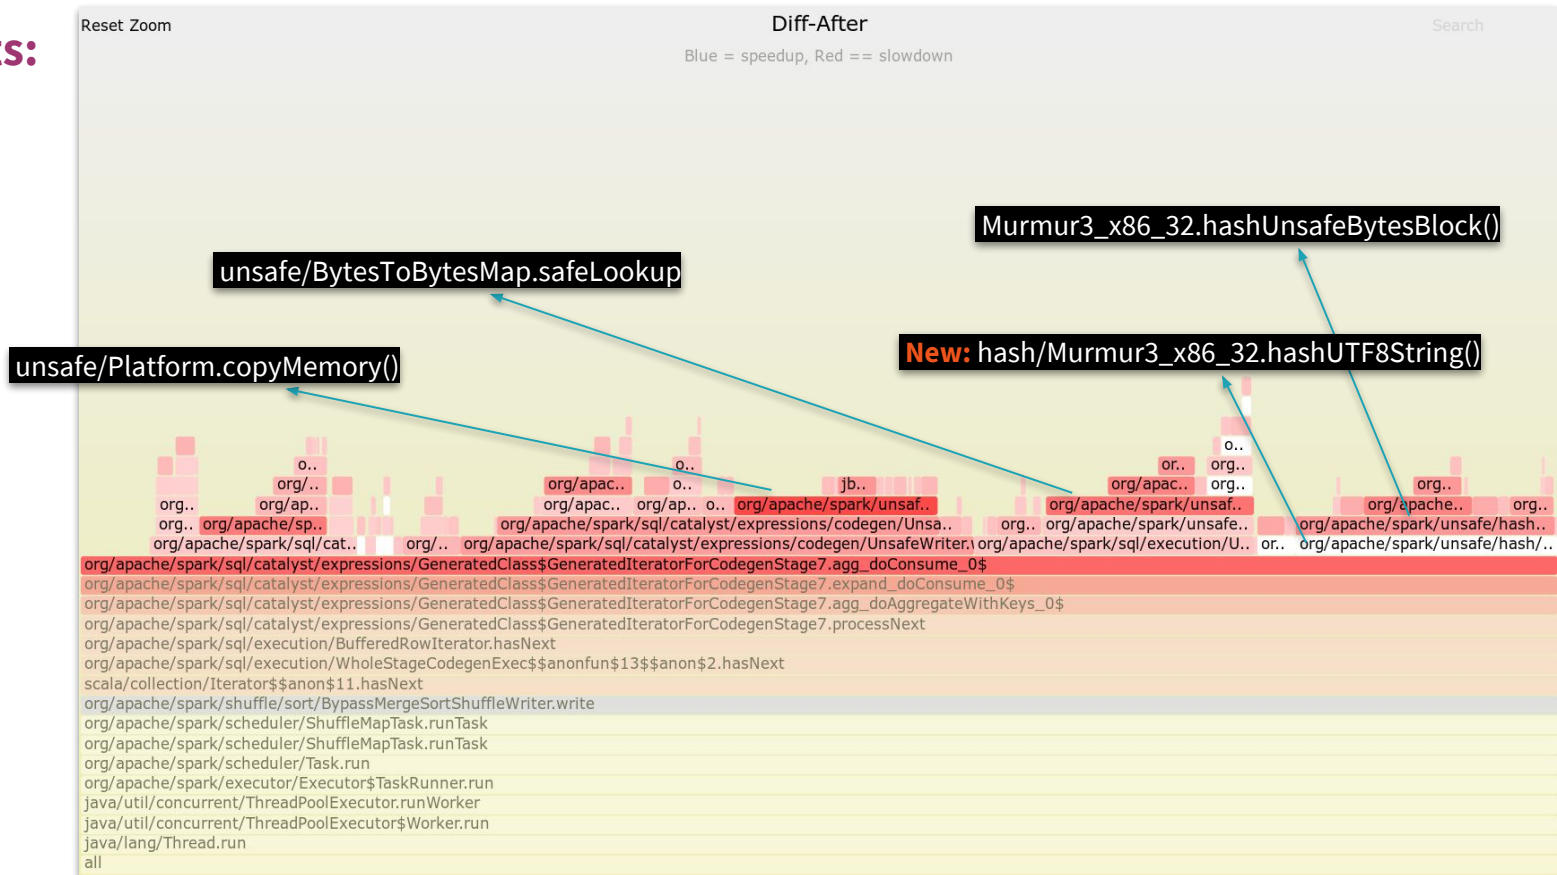 ts:
Reset Zoom
Diff-After
Search
Blue = speedup, Red == slowdown
Murmur3_x86_32.hashUnsafeBytesBlock()
unsafe/BytesToBytesMap.safeLookup
New: hash/Murmur3_x86_32.hashUTF8String()
unsafe/Platform.copyMemory()
o..
o.. o.. or.. org..
org/.. org/apac.. o.. jb.. org/apac.. org.. org..
org.. org/ap.. org/apac.. org/ap.. o.. org/apache/spark/unsaf.. org/apache/spark/unsaf.. org/apache.. org..
org.. org/apache/sp.. org/apache/spark/sql/catalyst/expressions/codegen/Unsa.. org.. org/apache/spark/unsafe.. org/apache/spark/unsafe/hash..
org/apache/spark/sql/cat.. org/.. org/apache/spark/sql/catalyst/expressions/codegen/UnsafeWriter. org/apache/spark/sql/execution/U.. or.. org/apache/spark/unsafe/hash/..
org/apache/spark/sql/catalyst/expressions/GeneratedClass$GeneratedIteratorForCodegenStage7.agg_doConsume_0$
org/apache/spark/sql/catalyst/expressions/GeneratedClass$GeneratedIteratorForCodegenStage7.expand_doConsume_0$
org/apache/spark/sql/catalyst/expressions/GeneratedClass$GeneratedIteratorForCodegenStage7.agg_doAggregateWithKeys_0$
org/apache/spark/sql/catalyst/expressions/GeneratedClass$GeneratedIteratorForCodegenStage7.processNext
org/apache/spark/sql/execution/BufferedRowIterator.hasNext
org/apache/spark/sql/execution/WholeStageCodegenExec$$anonfun$13$$anon$2.hasNext
scala/collection/Iterator$$anon$11.hasNext
org/apache/spark/shuffle/sort/BypassMergeSortShuffleWriter.write
org/apache/spark/scheduler/ShuffleMapTask.runTask
org/apache/spark/scheduler/ShuffleMapTask.runTask
org/apache/spark/scheduler/Task.run
org/apache/spark/executor/Executor$TaskRunner.run
java/util/concurrent/ThreadPoolExecutor.runWorker
java/util/concurrent/ThreadPoolExecutor$Worker.run
java/lang/Thread.run
all